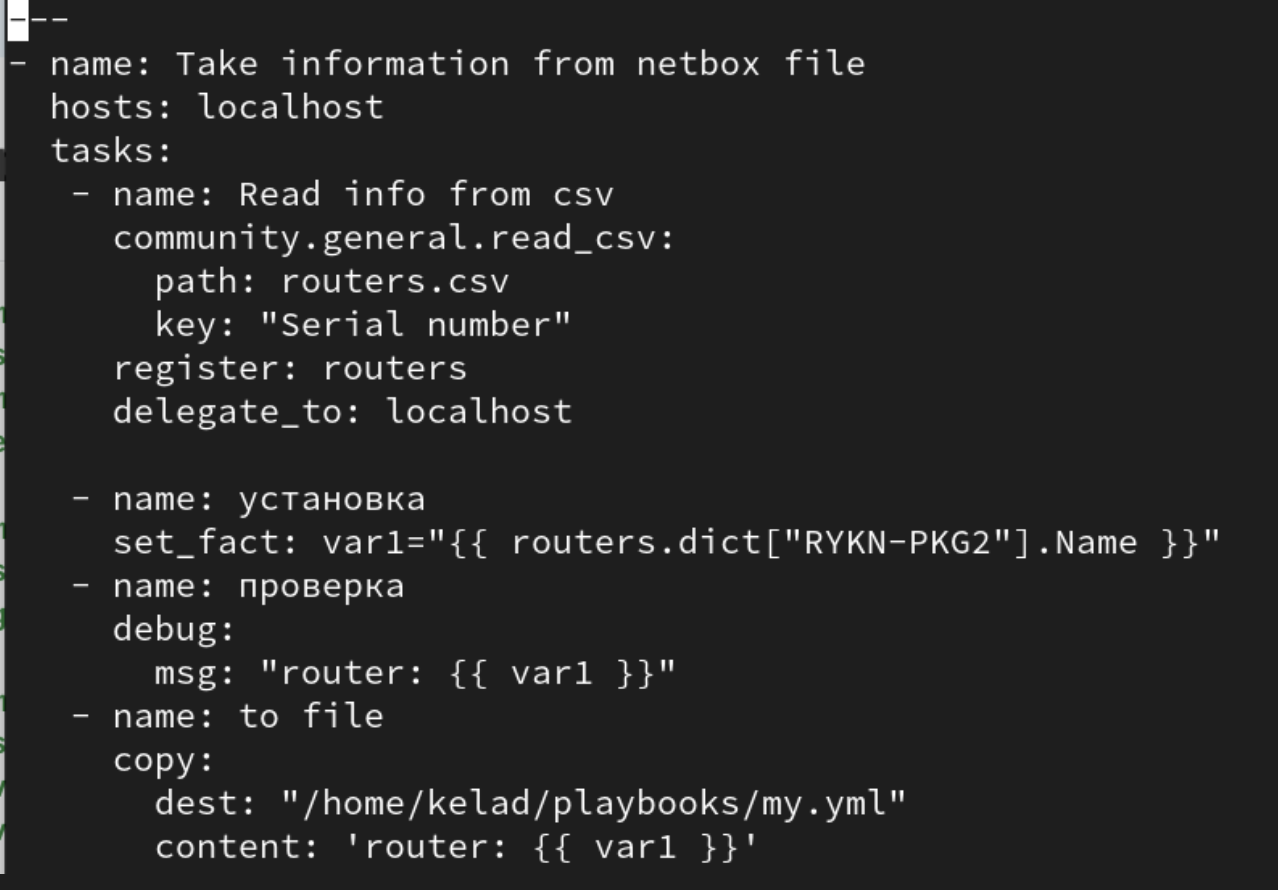 ---
- name: Take information from netbox file
  hosts: localhost
  tasks:
   - name: Read info from csv
     community.general.read_csv:
       path: routers.csv
       key: "Serial number"
     register: routers
     delegate_to: localhost

   - name: установка
     set_fact: var1="{{ routers.dict["RYKN-PKG2"].Name }}"
   - name: проверка
     debug:
       msg: "router: {{ var1 }}"
   - name: to file
     copy:
       dest: "/home/kelad/playbooks/my.yml"
       content: 'router: {{ var1 }}'